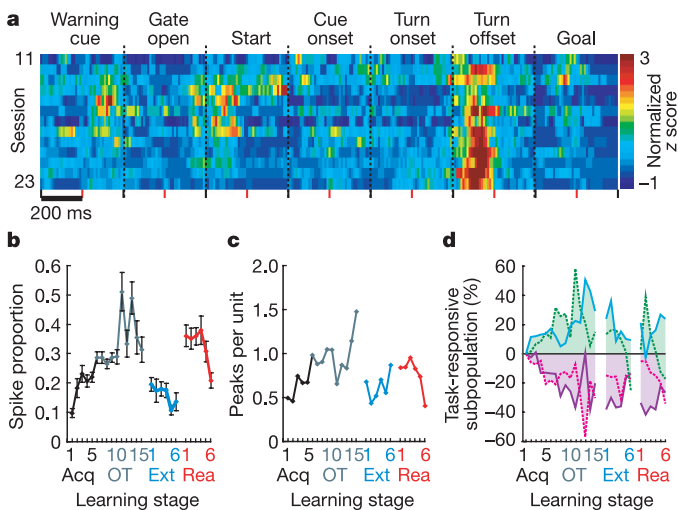 a
Warning cue
Gate open
Start
Cue onset
Turn onset
Turn offset
Goal
11
Session
23
200 ms
3
Normalized z score
–1
b
Spike proportion
0.6
0.5
0.4
0.3
0.2
0.1
0
1 5 10 15 1 6 1 6
Acq OT Ext Rea
Learning stage
c
Peaks per unit
2.0
1.5
1.0
0.5
0
1 5 10 15 1 6 1 6
Acq OT Ext Rea
Learning stage
d
Task-responsive subpopulation (%)
60
40
20
0
–20
–40
–60
1 5 10 15 1 6 1 6
Acq OT Ext Rea
Learning stage